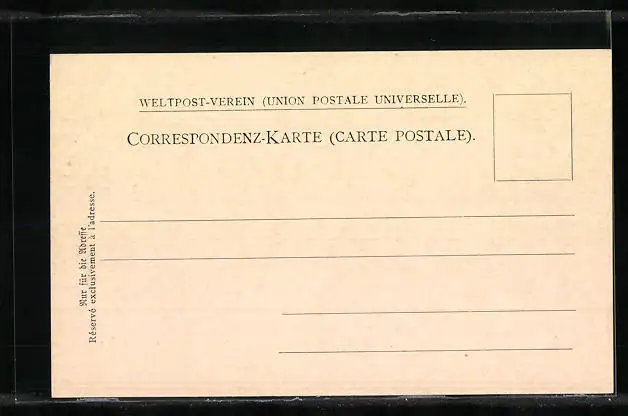 WELTPOST-VEREIN (UNION POSTALE UNIVERSELLE).
CORRESPONDENZ-KARTE (CARTE POSTALE).
Nur für die Adresse.
Réservé exclusivement à l'adresse.